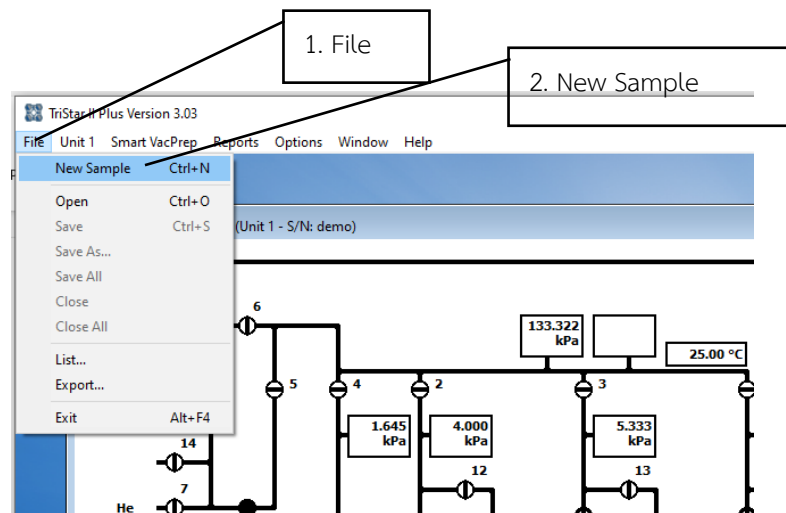 1. File
2. New Sample
TriStar II Plus Version 3.03
File Unit 1 Smart VacPrep Reports Options Window Help
New Sample Ctrl+N
Open Ctrl+O
Save Ctrl+S
(Unit 1 - S/N: demo)
Save As...
Save All
Close
Close All
List...
Export...
Exit Alt+F4
6
133.322
kPa
25.00 °C
5
4
2
3
1.645
kPa
4.000
kPa
5.333
kPa
14
12
13
7
He